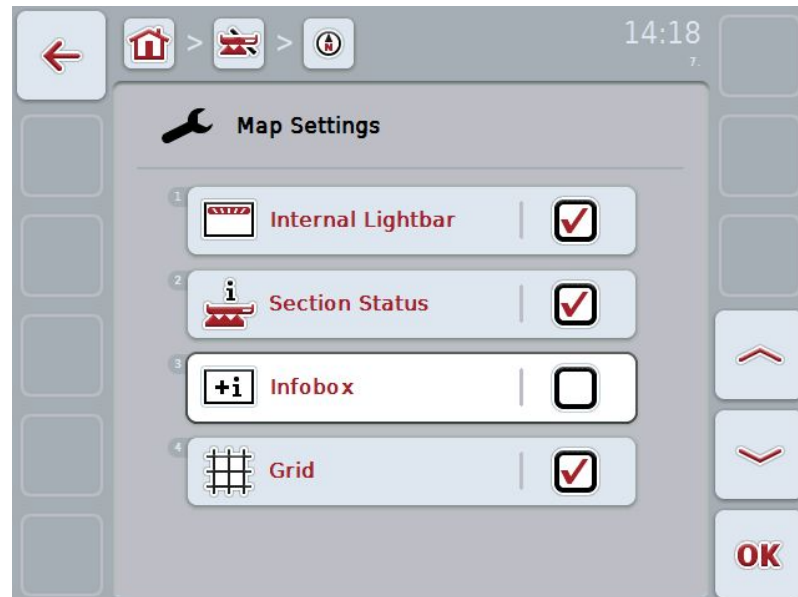 > > N
14:18
7.
Map Settings
1
Internal Lightbar
2
i
Section Status
3
+i Infobox
4
Grid
OK